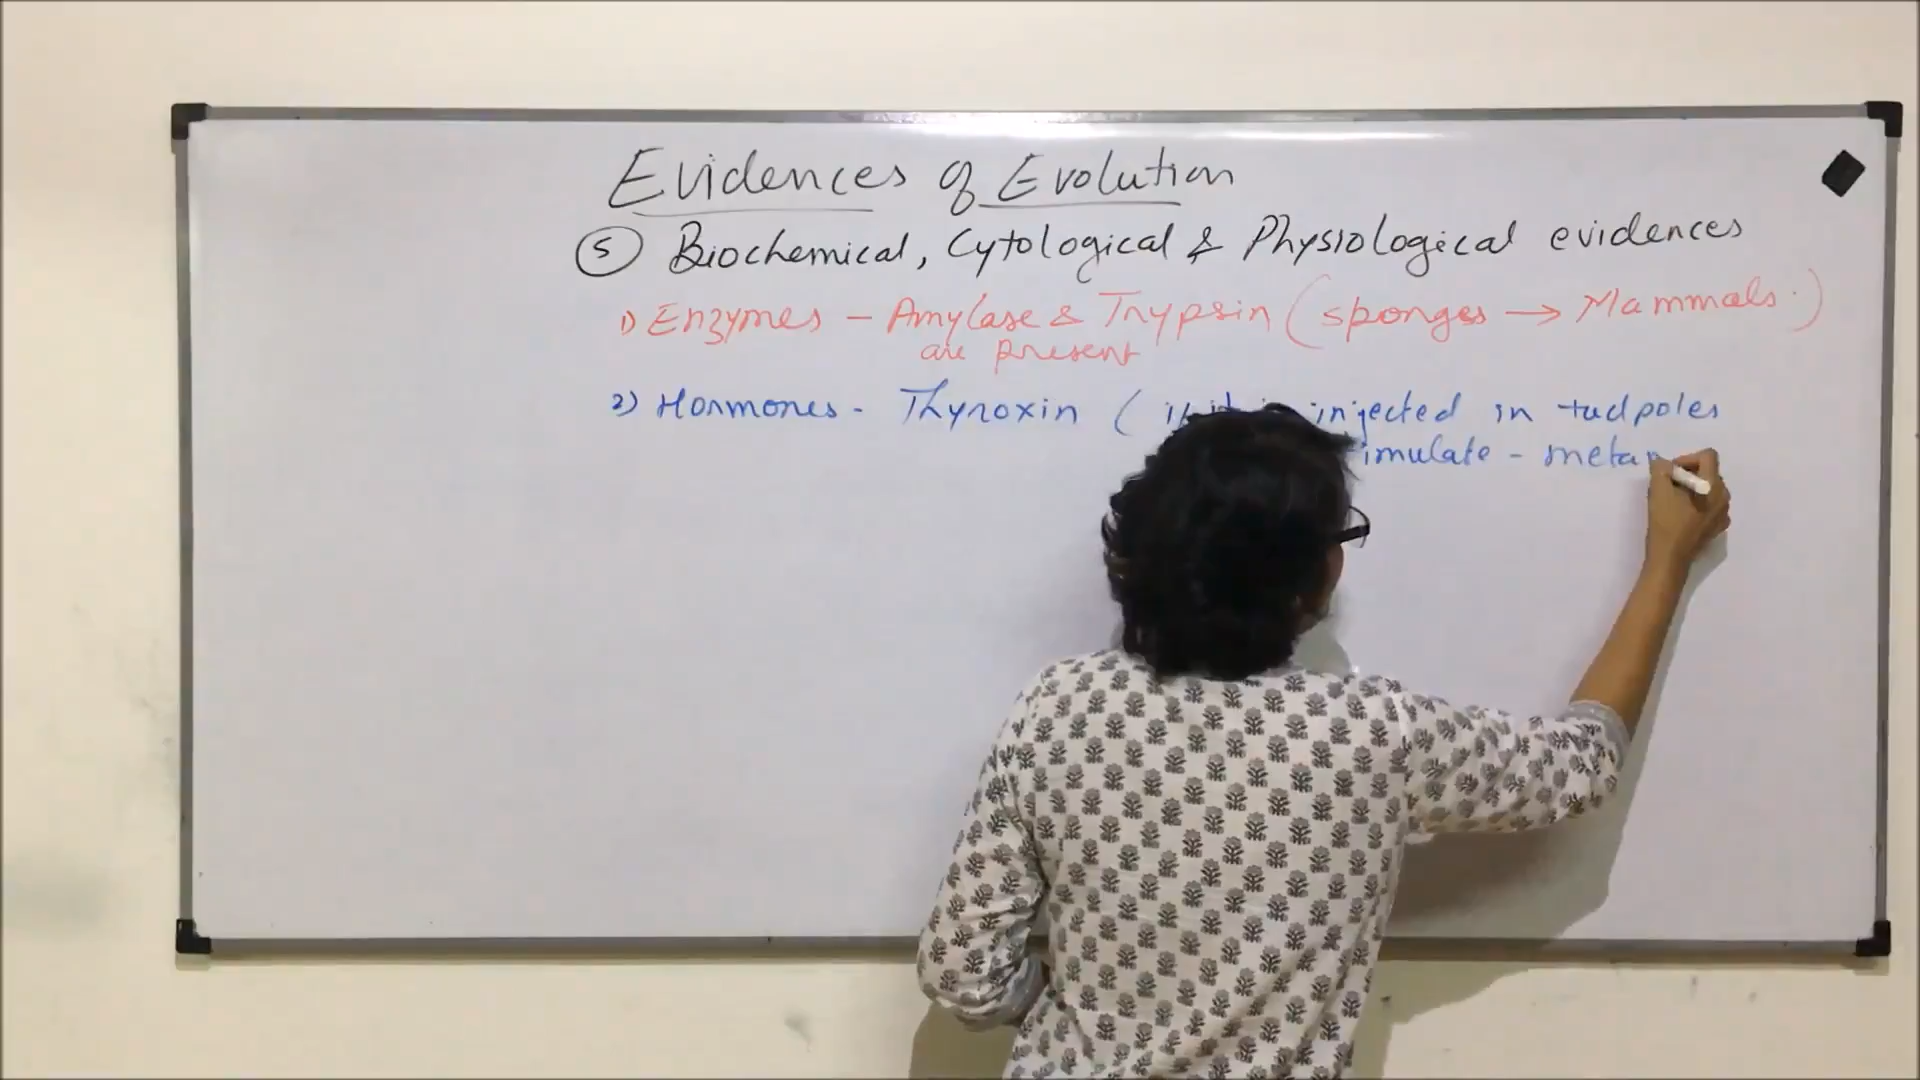 Evidences of Evolution
5 Biochemical, Cytological & Physiological evidences
1) Enzymes - Amylase & Trypsin (sponges → Mammals.)
are present
2) Hormones - Thyroxin ( injected in tadpoles
imulate - metam